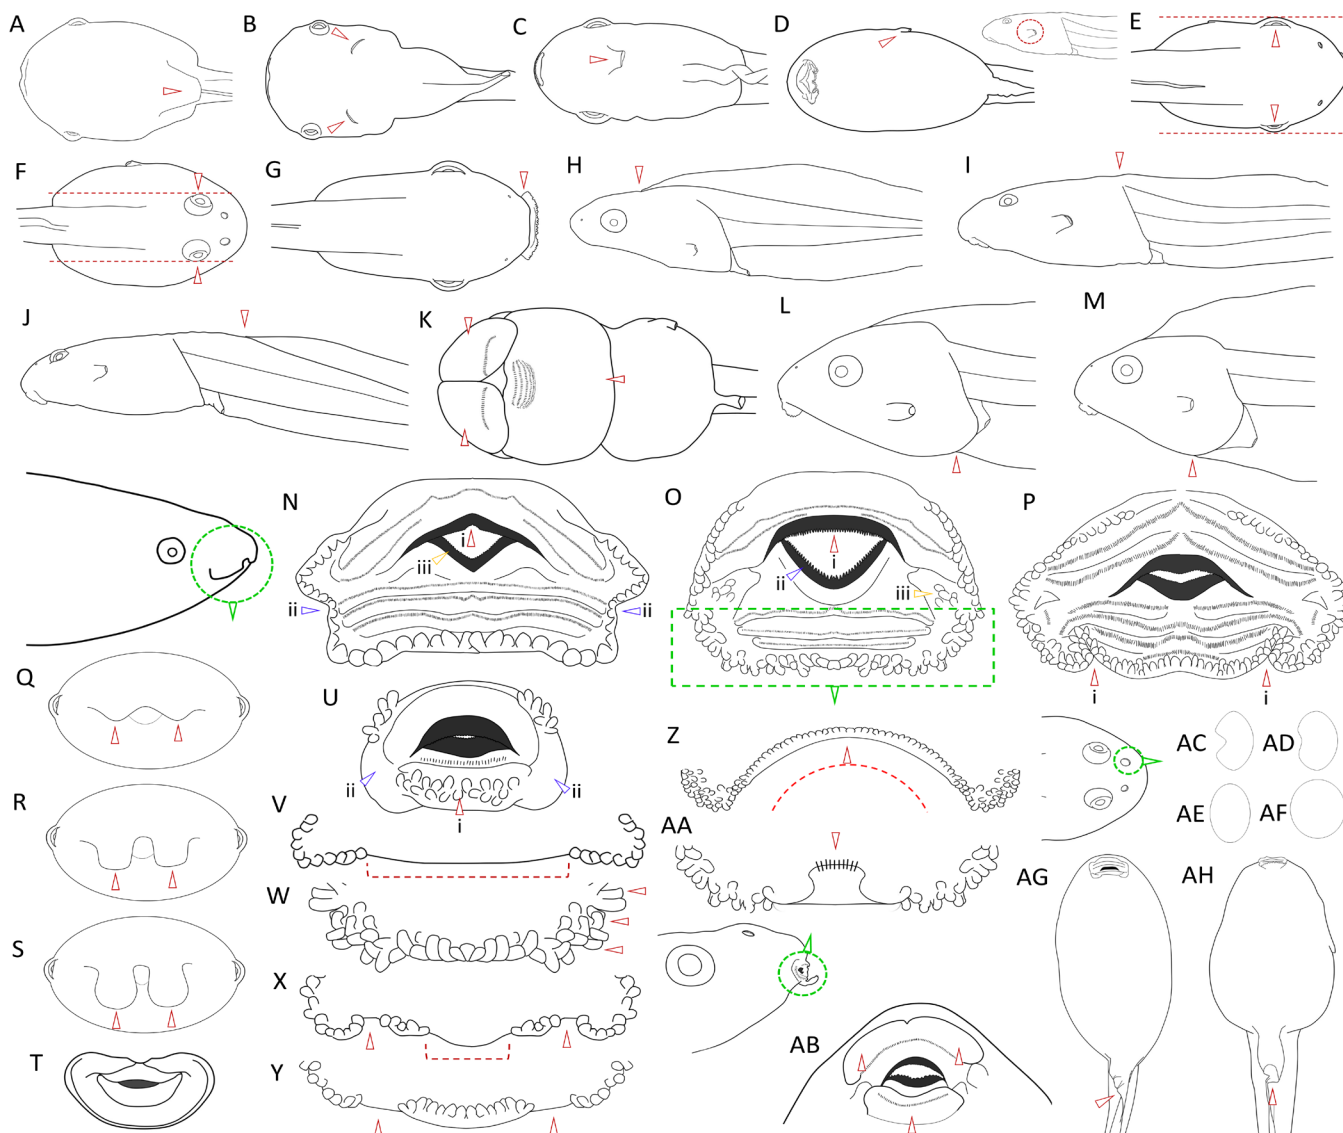 A B C D E
F G H I
J K L M
N O P
i iii ii ii
i ii iii
i i
Q U
R ii ii i
S V
T W
X
Y
Z
AA
AB
AC AD
AE AF
AG AH